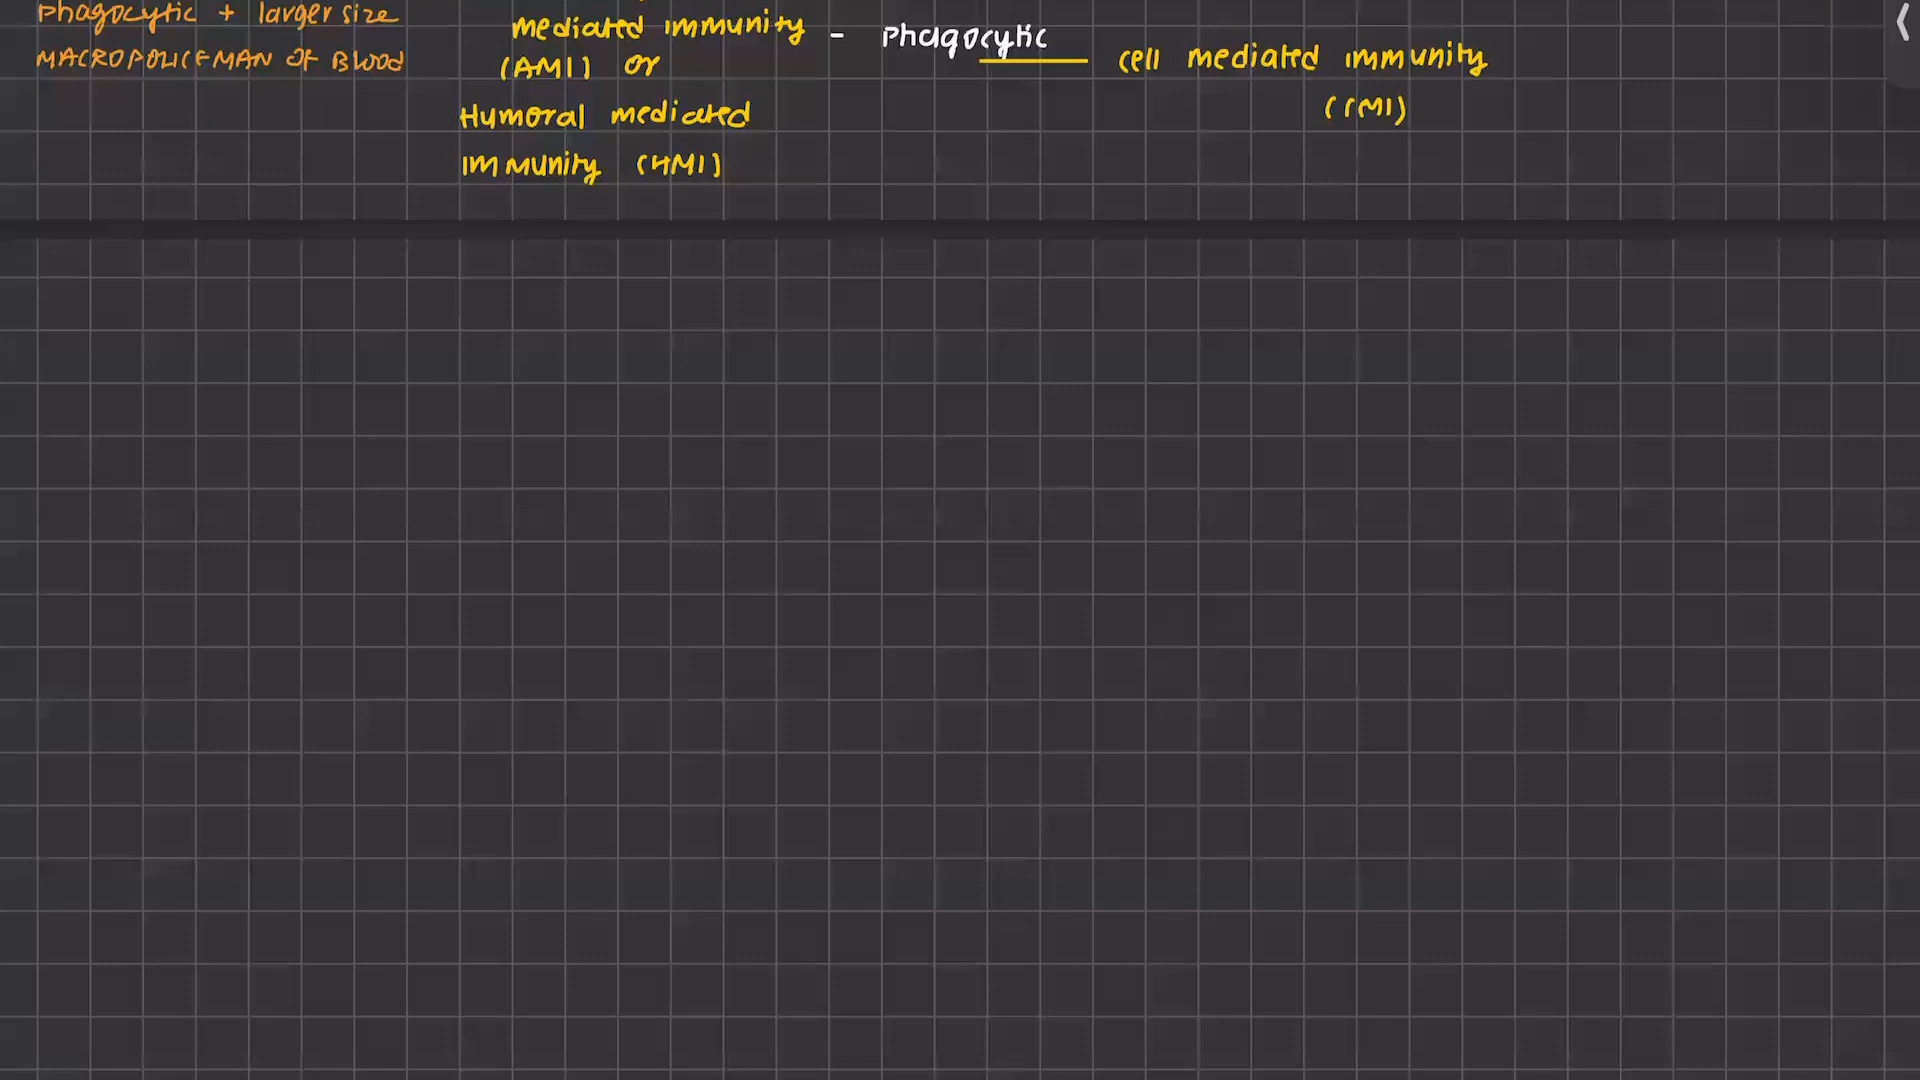 Phagocytic + larger size
MACROPOLICEMAN OF BLOOD
mediated immunity
(AMI) or
Humoral mediated
immunity (HMI)
- Phagocytic
cell mediated immunity
(CMI)